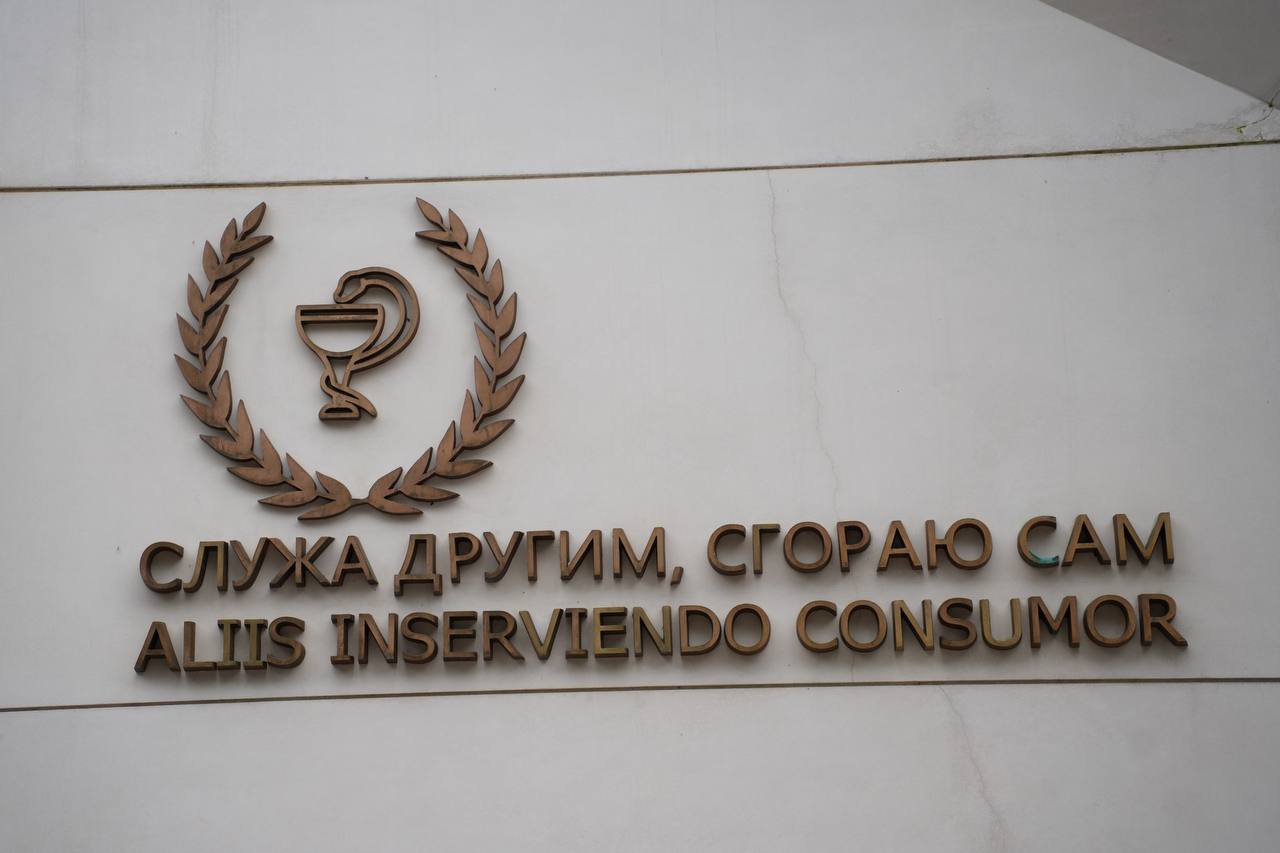 СЛУЖА ДРУГИМ, СГОРАЮ САМ
ALIIS INSERVIENDO CONSUMOR